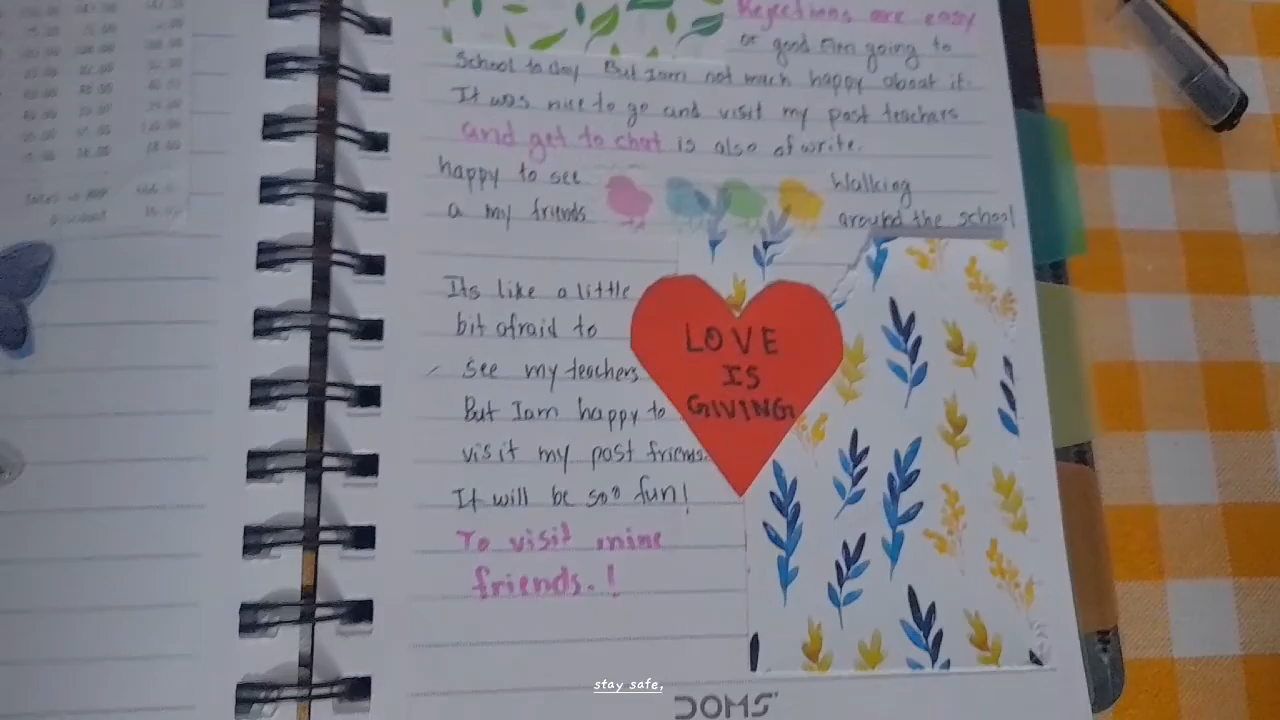 Rejections are easy
or good Am going to
School today But Iam not much happy about it.
It was nice to go and visit my past teachers
and get to chat is also of write.
happy to see
a my friends
Walking
around the school
Its like a little
bit afraid to
see my teachers
But Iam happy to
visit my past friends.
It will be soo fun!
To visit mine
friends.!
LOVE
IS
GIVING
stay safe,
DOMS